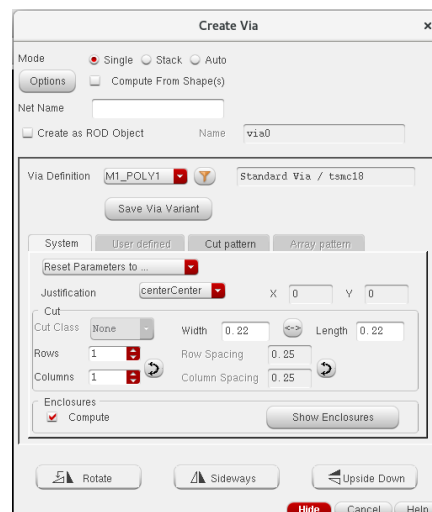 Create Via ×
Mode Single Stack Auto
Options Compute From Shape(s)
Net Name
Create as ROD Object Name via0
Via Definition M1_POLY1 Standard Via / tsmc18
Save Via Variant
System User defined Cut pattern Array pattern
Reset Parameters to ...
Justification centerCenter X 0 Y 0
Cut
Cut Class None Width 0.22 <-> Length 0.22
Rows 1 Row Spacing 0.25
Columns 1 Column Spacing 0.25
Enclosures
Compute Show Enclosures
Rotate Sideways Upside Down
Hide Cancel Help